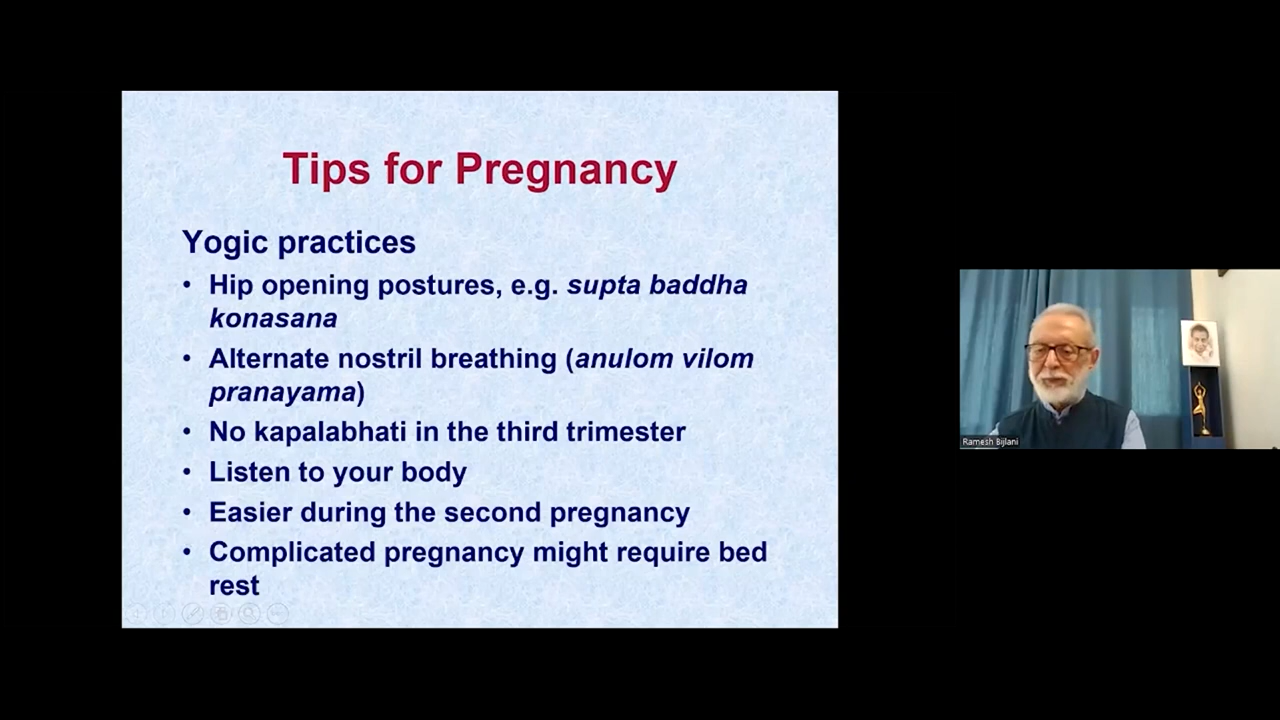 Tips for Pregnancy
Yogic practices
• Hip opening postures, e.g. supta baddha
konasana
• Alternate nostril breathing (anulom vilom
pranayama)
• No kapalabhati in the third trimester
• Listen to your body
• Easier during the second pregnancy
• Complicated pregnancy might require bed
rest
Ramesh Bijlani